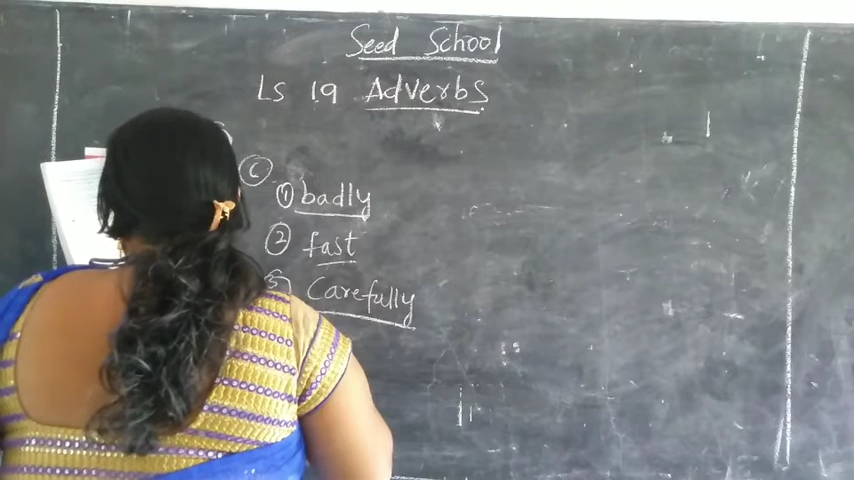 Seed School
Ls 19 Adverbs
C
1 badly
2 fast
3 Carefully